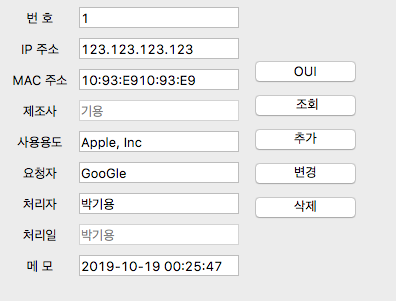 번 호 1
IP 주소 123.123.123.123
MAC 주소 10:93:E910:93:E9 OUI
제조사 기용 조회
사용용도 Apple, Inc 추가
요청자 GooGle 변경
처리자 박기용 삭제
처리일 박기용
메 모 2019-10-19 00:25:47